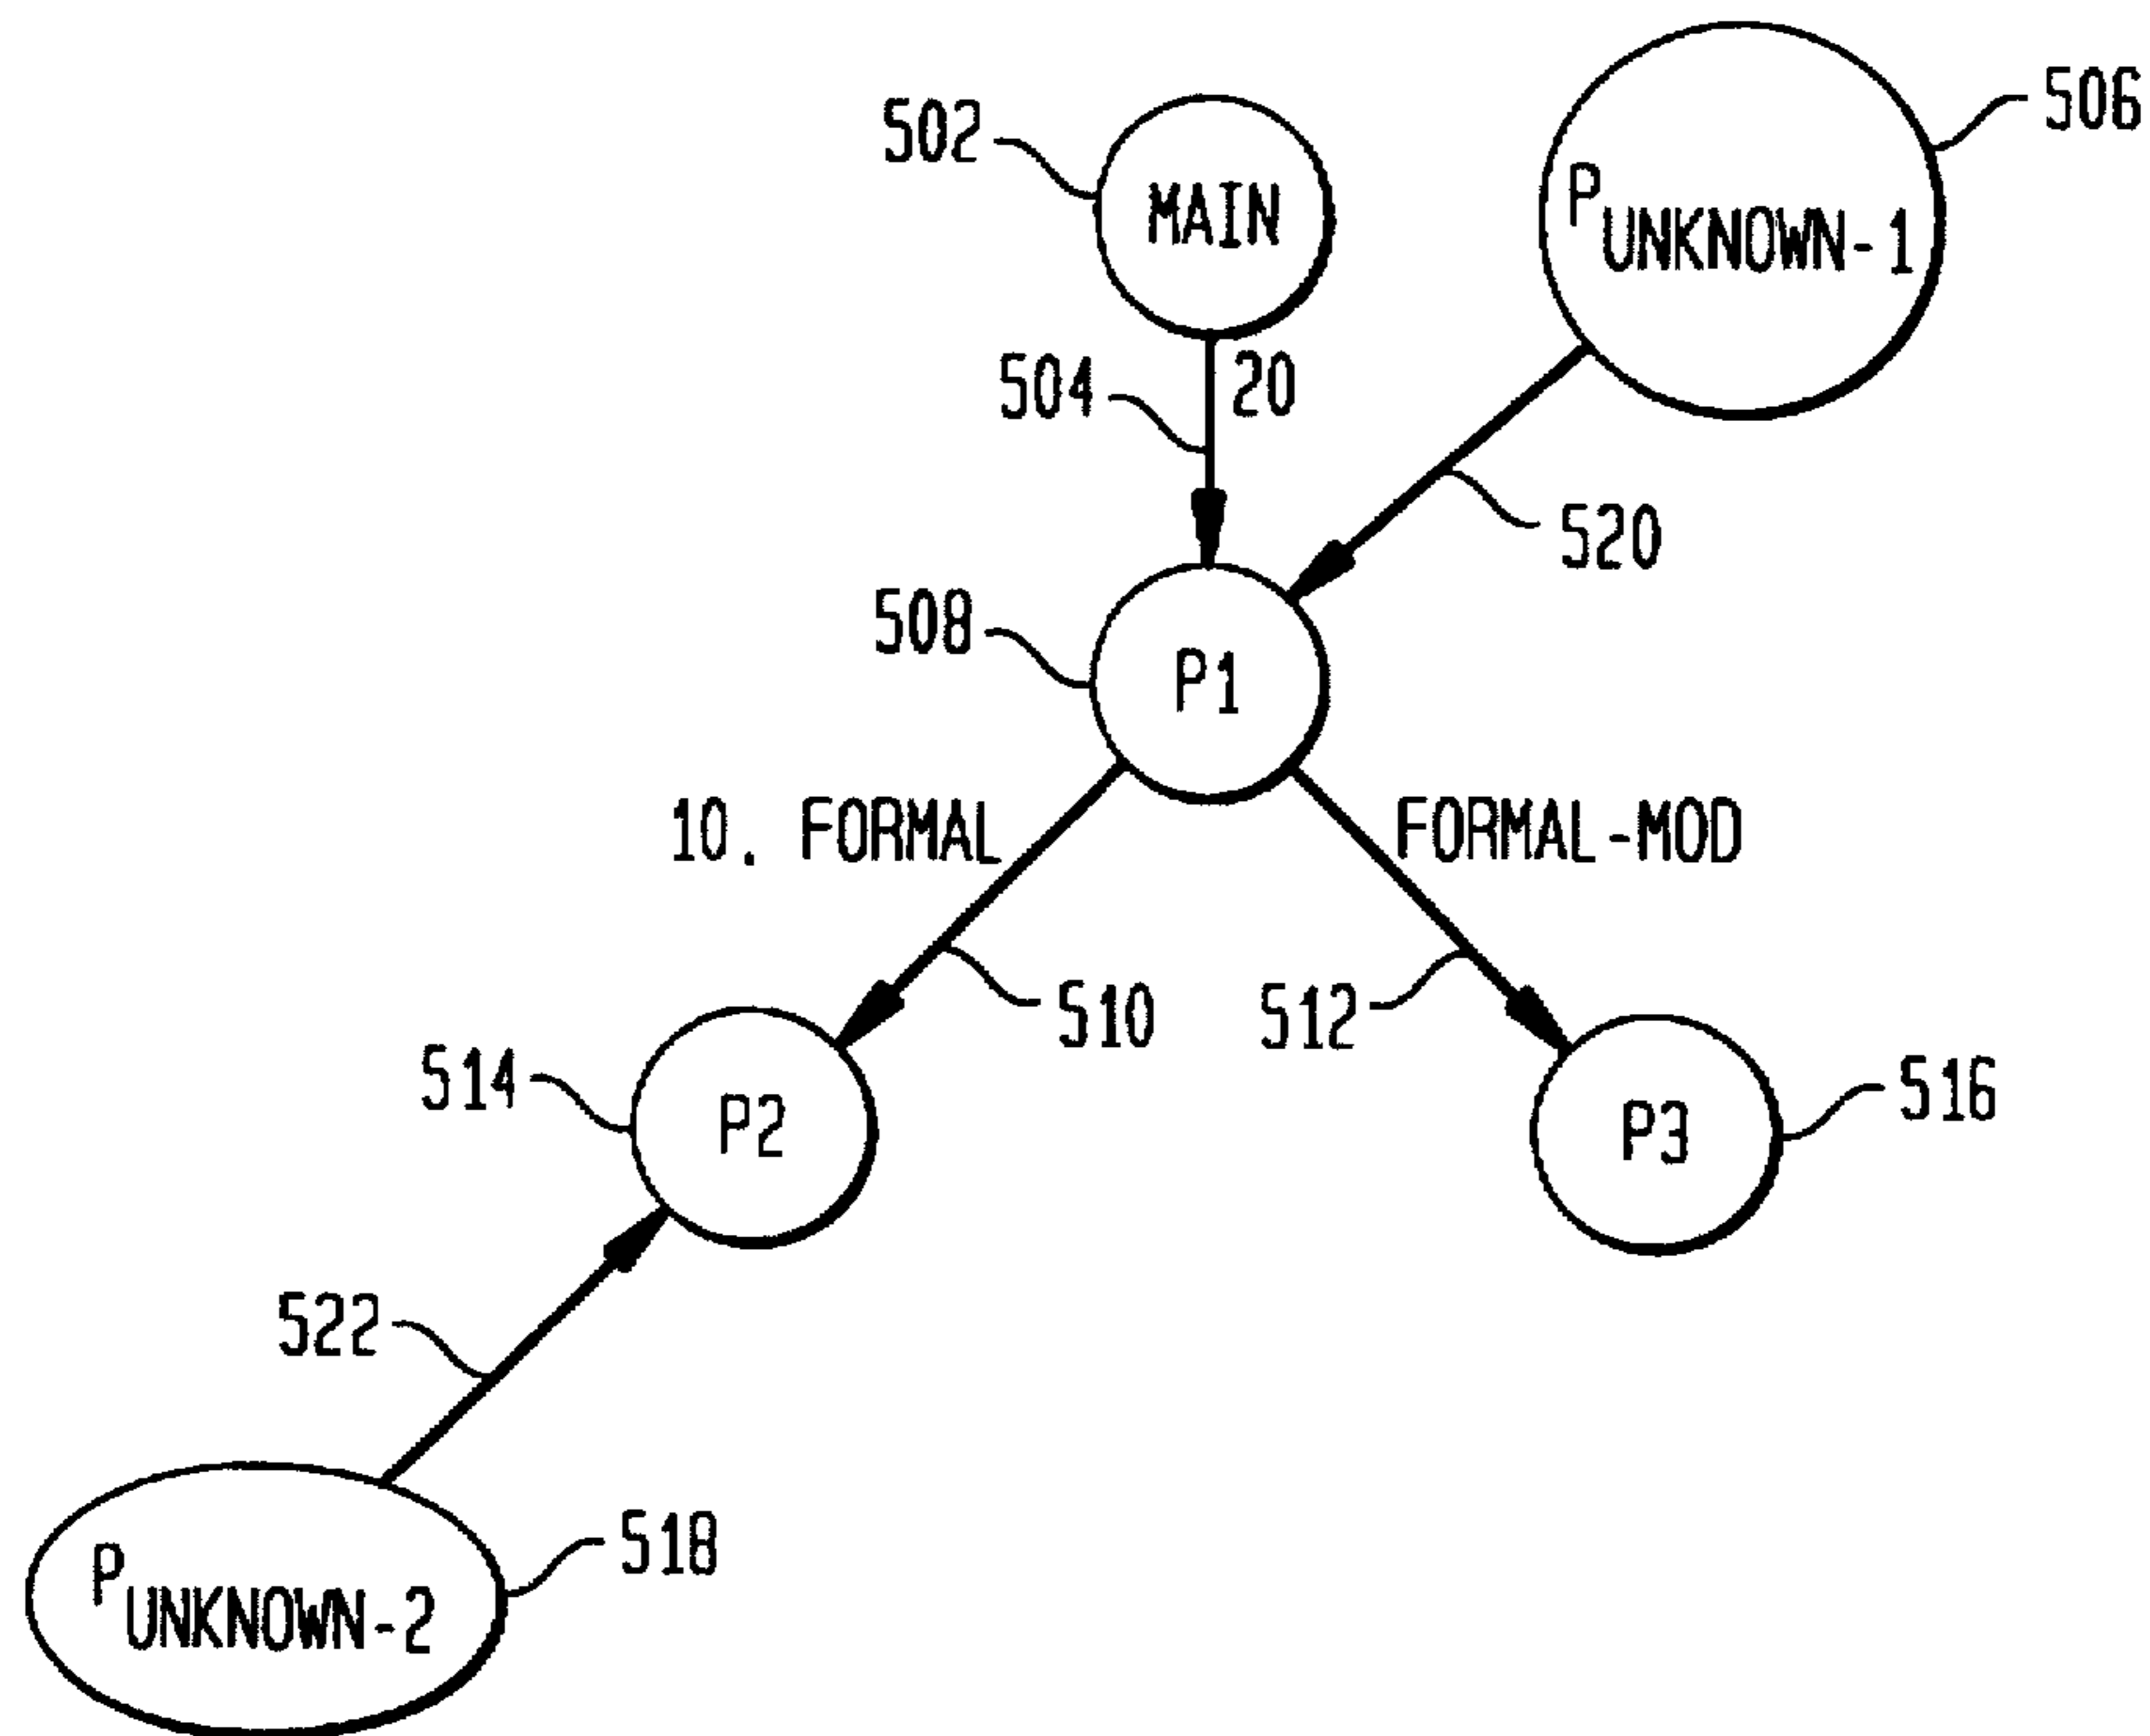 506
502
MAIN
P UNKNOWN-1
504
20
520
508
P1
10. FORMAL
FORMAL-MOD
510
512
514
P2
516
P3
522
518
P UNKNOWN-2